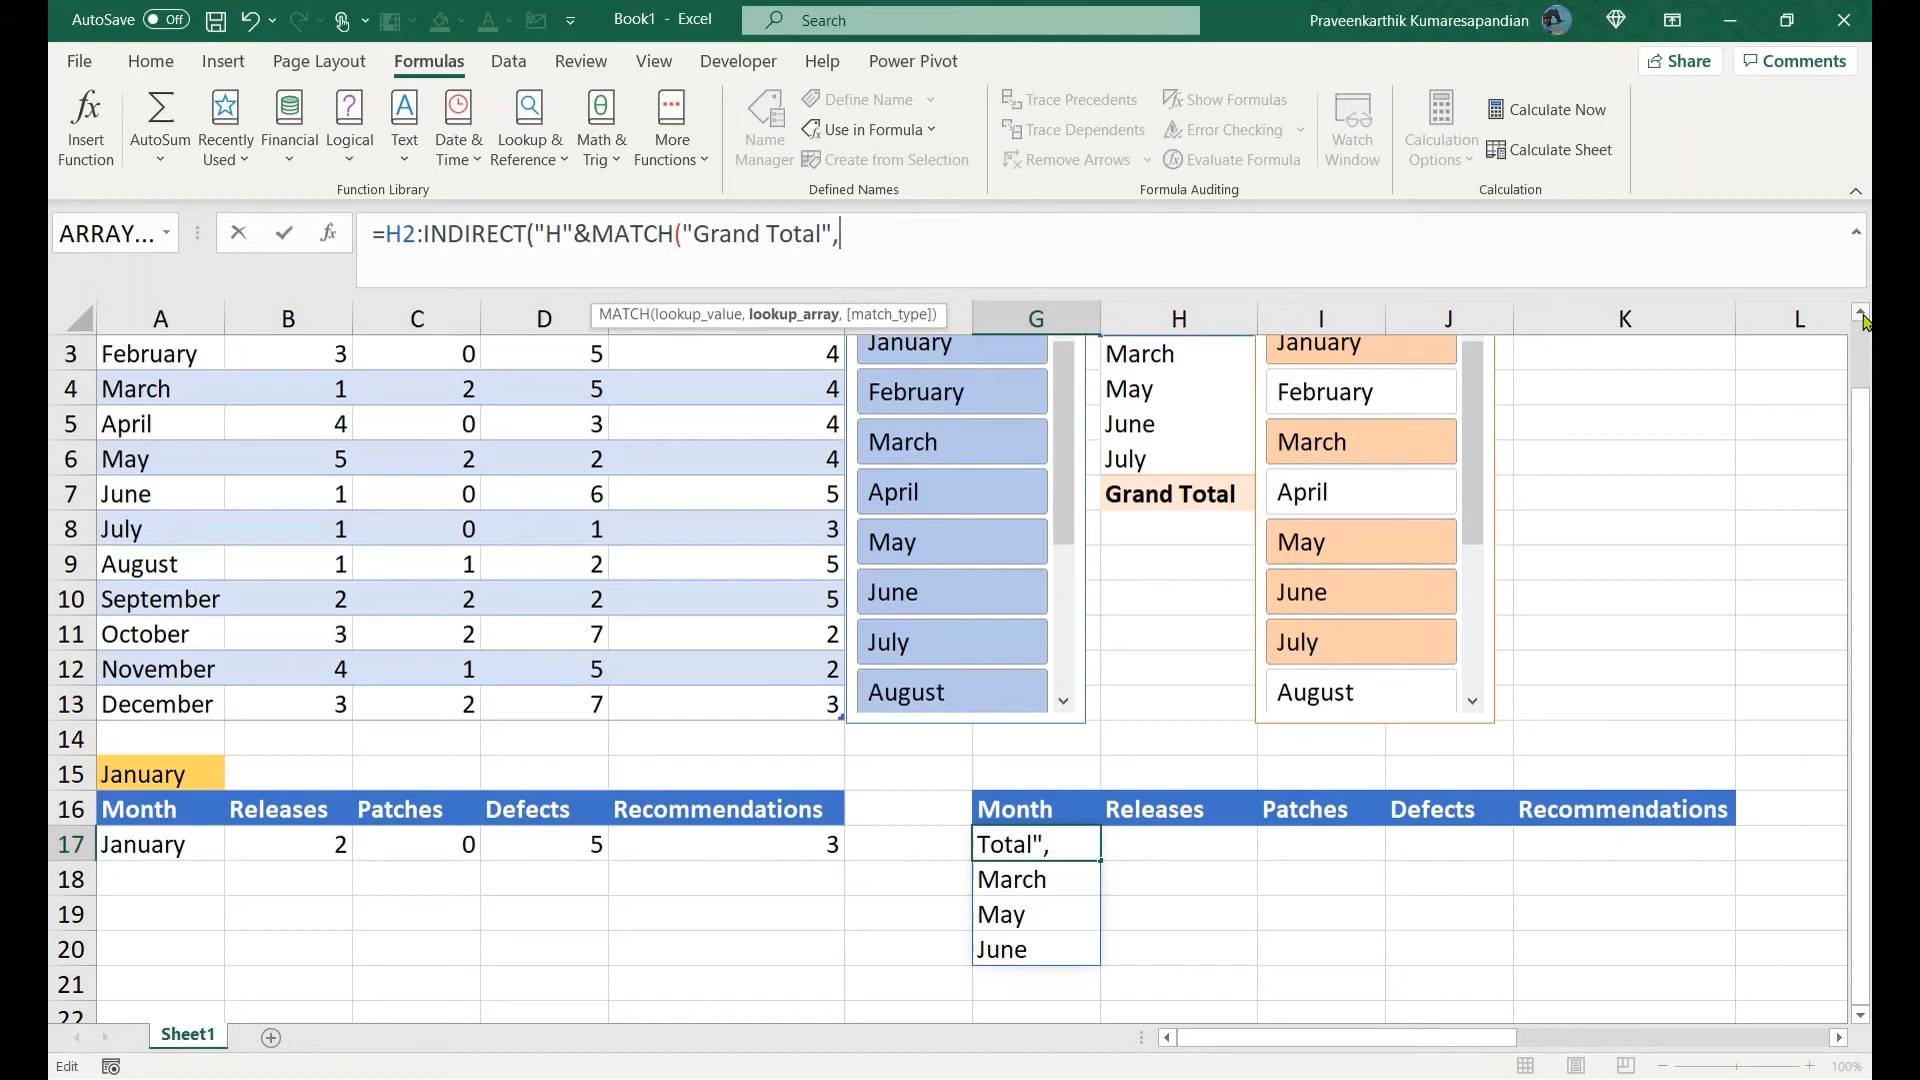 AutoSave Off Book1 - Excel Search Praveenkarthik Kumaresapandian
File Home Insert Page Layout Formulas Data Review View Developer Help Power Pivot Share Comments
Insert Function
AutoSum
Recently Used
Financial
Logical
Text
Date & Time
Lookup & Reference
Math & Trig
More Functions
Function Library
Name Manager
Define Name
Use in Formula
Create from Selection
Defined Names
Trace Precedents
Trace Dependents
Remove Arrows
Show Formulas
Error Checking
Evaluate Formula
Formula Auditing
Watch Window
Calculation Options
Calculate Now
Calculate Sheet
Calculation
ARRAY... fx =H2:INDIRECT("H"&MATCH("Grand Total",
MATCH(lookup_value, lookup_array, [match_type])
A B C D G H I J K L
3 February 3 0 5 4
4 March 1 2 5 4
5 April 4 0 3 4
6 May 5 2 2 4
7 June 1 0 6 5
8 July 1 0 1 3
9 August 1 1 2 5
10 September 2 2 2 5
11 October 3 2 7 2
12 November 4 1 5 2
13 December 3 2 7 3
14
January
February
March
April
May
June
July
August
March
May
June
July
Grand Total
January
February
March
April
May
June
July
August
15 January
16 Month Releases Patches Defects Recommendations Month Releases Patches Defects Recommendations
17 January 2 0 5 3 Total",
18 March
19 May
20 June
21
22
Sheet1
Edit 100%